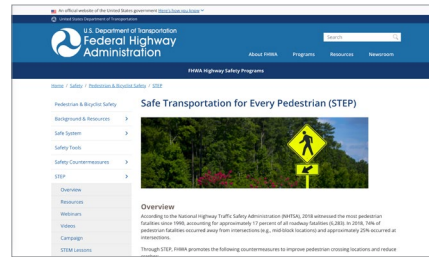 An official website of the United States government Here's how you know
United States Department of Transportation
U.S. Department of Transportation
Federal Highway
Administration
Search
About FHWA Programs Resources Newsroom
FHWA Highway Safety Programs
Home / Safety / Pedestrian & Bicyclist Safety / STEP
Pedestrian & Bicyclist Safety
Background & Resources
Safe System
Safety Tools
Safety Countermeasures
STEP
Overview
Resources
Webinars
Videos
Campaign
STEM Lessons
Safe Transportation for Every Pedestrian (STEP)
Overview
According to the National Highway Traffic Safety Administration (NHTSA), 2018 witnessed the most pedestrian
fatalities since 1990, accounting for approximately 17 percent of all roadway fatalities (6,283). In 2018, 74% of
pedestrian fatalities occurred away from intersections (e.g., mid-block locations) and approximately 25% occurred at
intersections.
Through STEP, FHWA promotes the following countermeasures to improve pedestrian crossing locations and reduce